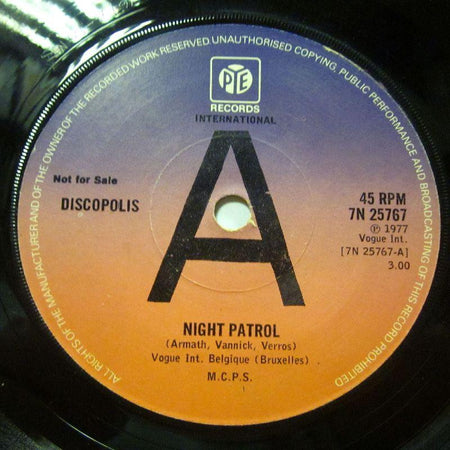 ALL RIGHTS OF THE MANUFACTURER AND OF THE OWNER OF THE RECORDED WORK RESERVED UNAUTHORISED COPYING, PUBLIC PERFORMANCE AND BROADCASTING OF THIS RECORD PROHIBITED
PYE
RECORDS
INTERNATIONAL
A
Not for Sale
DISCOPOLIS
45 RPM
7N 25767
℗ 1977
Vogue Int.
[7N 25767-A]
3.00
NIGHT PATROL
(Armath, Vannick, Verros)
Vogue Int. Belgique (Bruxelles)
M.C.P.S.